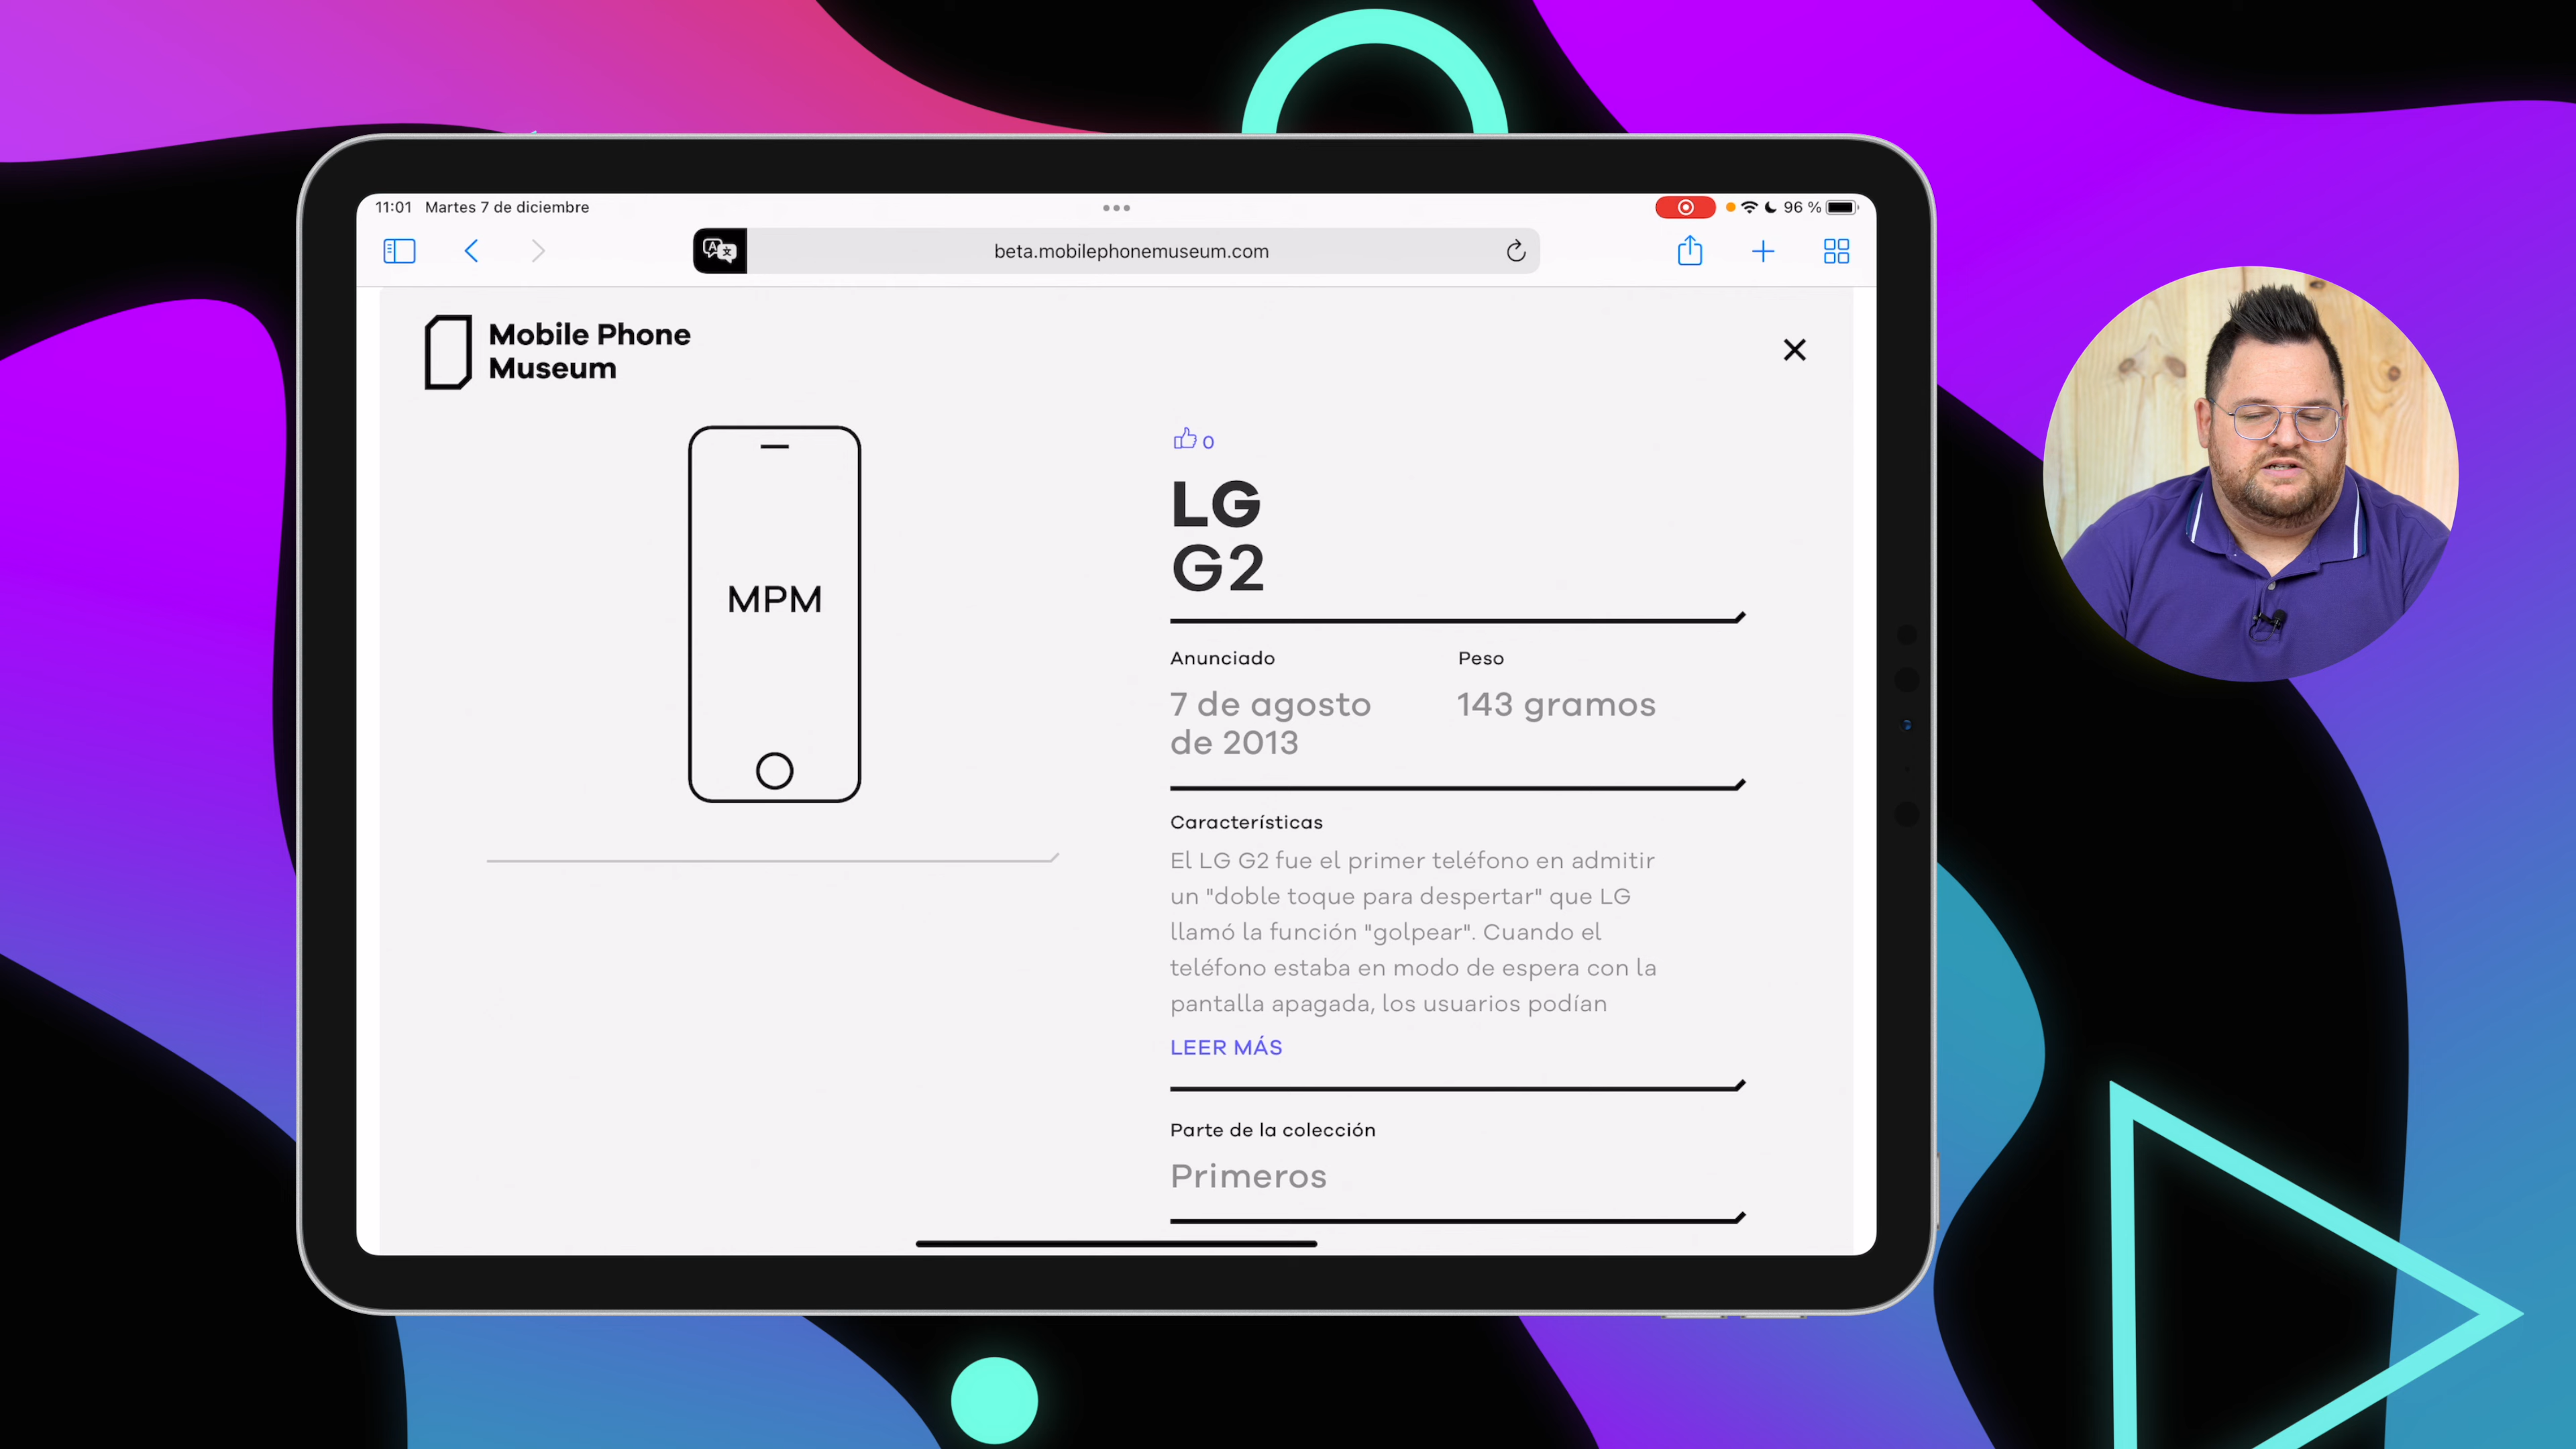 11:01 Martes 7 de diciembre
96 %
beta.mobilephonemuseum.com
Mobile Phone
Museum
MPM
0
LG
G2
Anunciado
Peso
7 de agosto
de 2013
143 gramos
Características
El LG G2 fue el primer teléfono en admitir
un "doble toque para despertar" que LG
llamó la función "golpear". Cuando el
teléfono estaba en modo de espera con la
pantalla apagada, los usuarios podían
LEER MÁS
Parte de la colección
Primeros